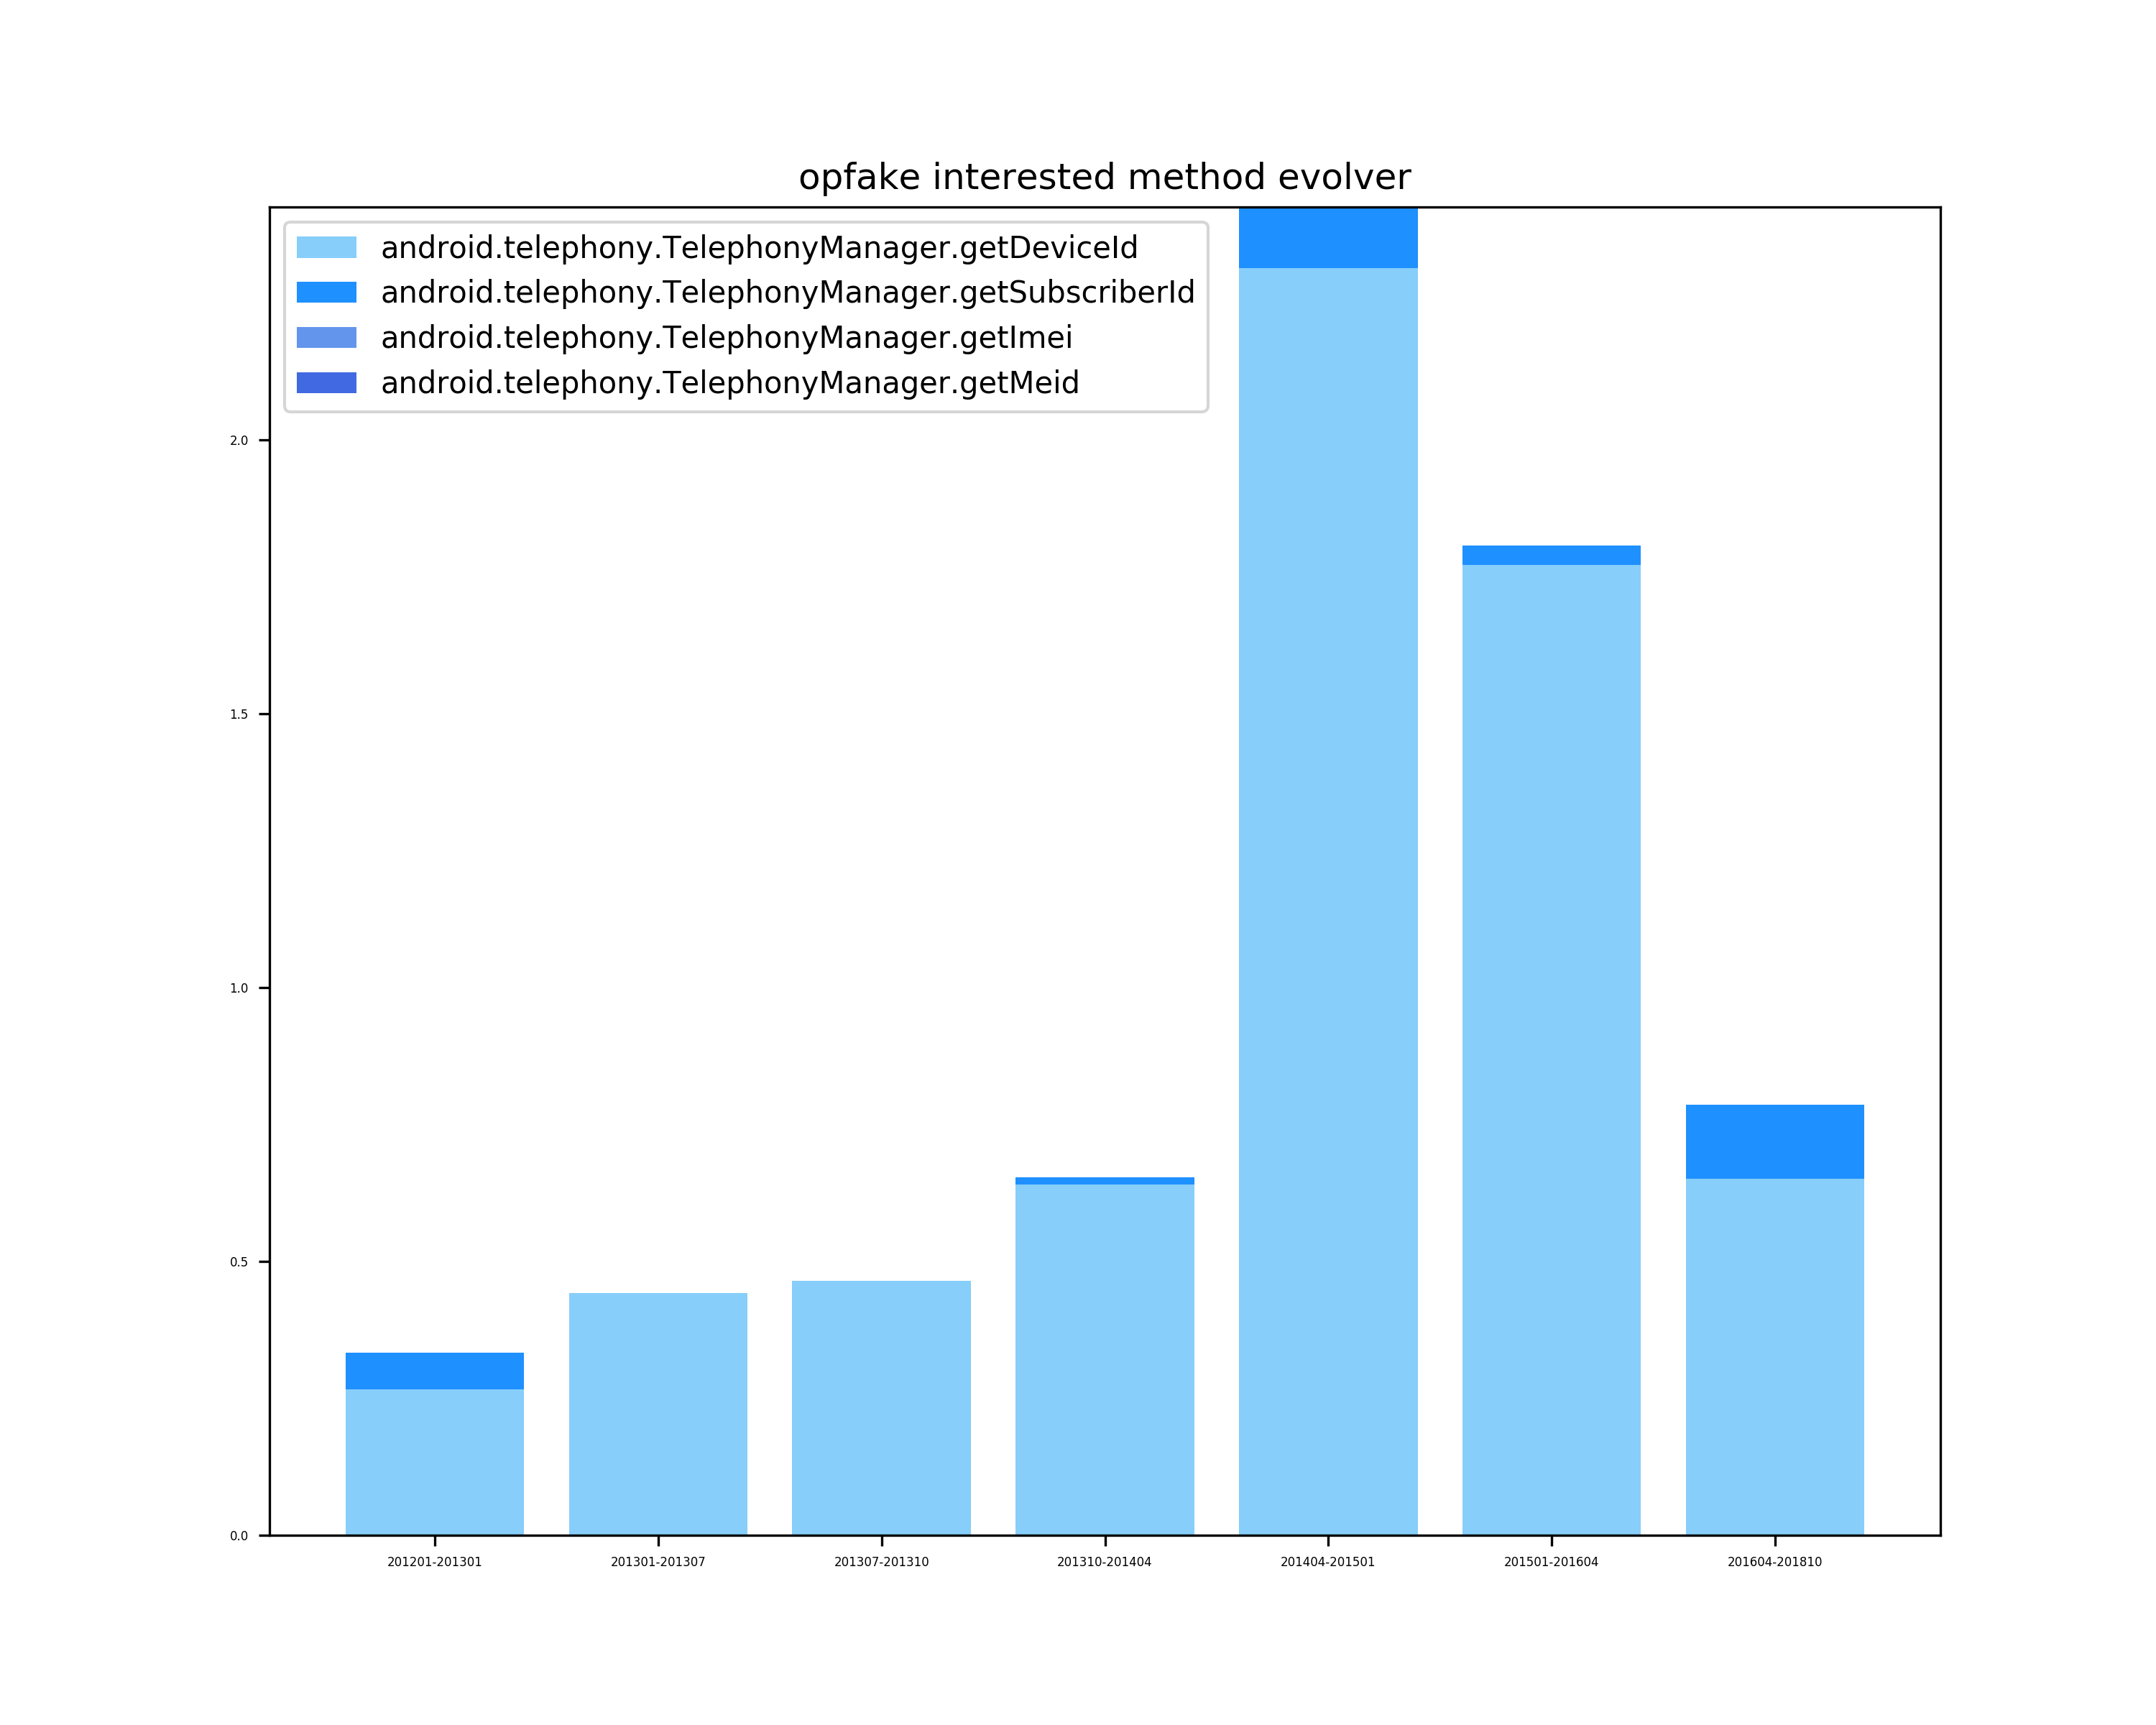 opfake interested method evolver
android.telephony.TelephonyManager.getDeviceId
android.telephony.TelephonyManager.getSubscriberId
android.telephony.TelephonyManager.getImei
android.telephony.TelephonyManager.getMeid
2.0
1.5
1.0
0.5
0.0
201201-201301 201301-201307 201307-201310 201310-201404 201404-201501 201501-201604 201604-201810